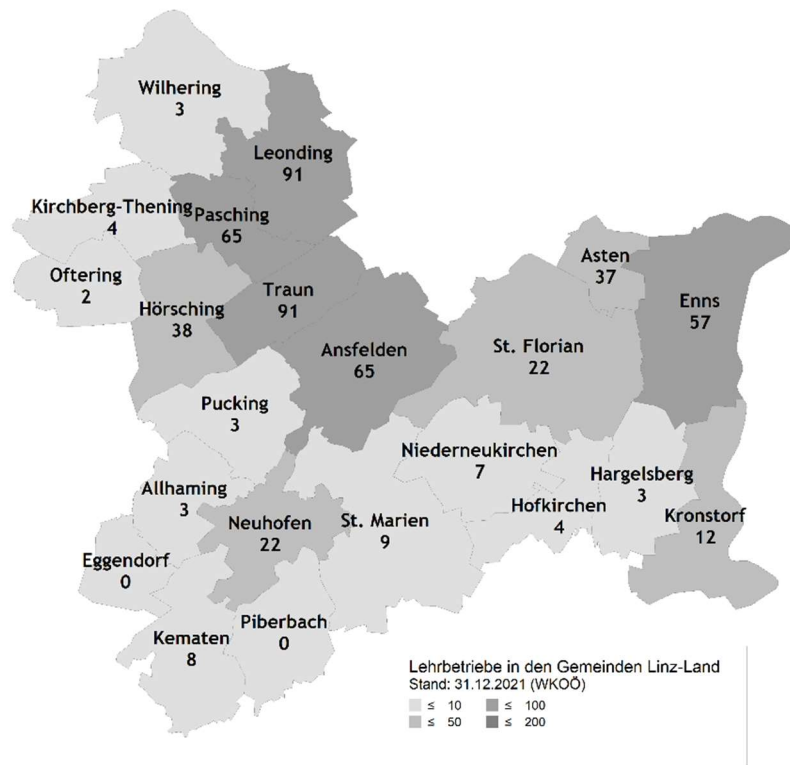 Wilhering
3
Leonding
91
Kirchberg-Thening
4
Pasching
65
Oftering
2
Hörsching
38
Traun
91
Ansfelden
65
Asten
37
Enns
57
St. Florian
22
Pucking
3
Niederneukirchen
7
Hargelsberg
3
Allhaming
3
Neuhofen
22
St. Marien
9
Hofkirchen
4
Kronstorf
12
Eggendorf
0
Kematen
8
Piberbach
0
Lehrbetriebe in den Gemeinden Linz-Land
Stand: 31.12.2021 (WKOÖ)
≤ 10 ≤ 100
≤ 50 ≤ 200